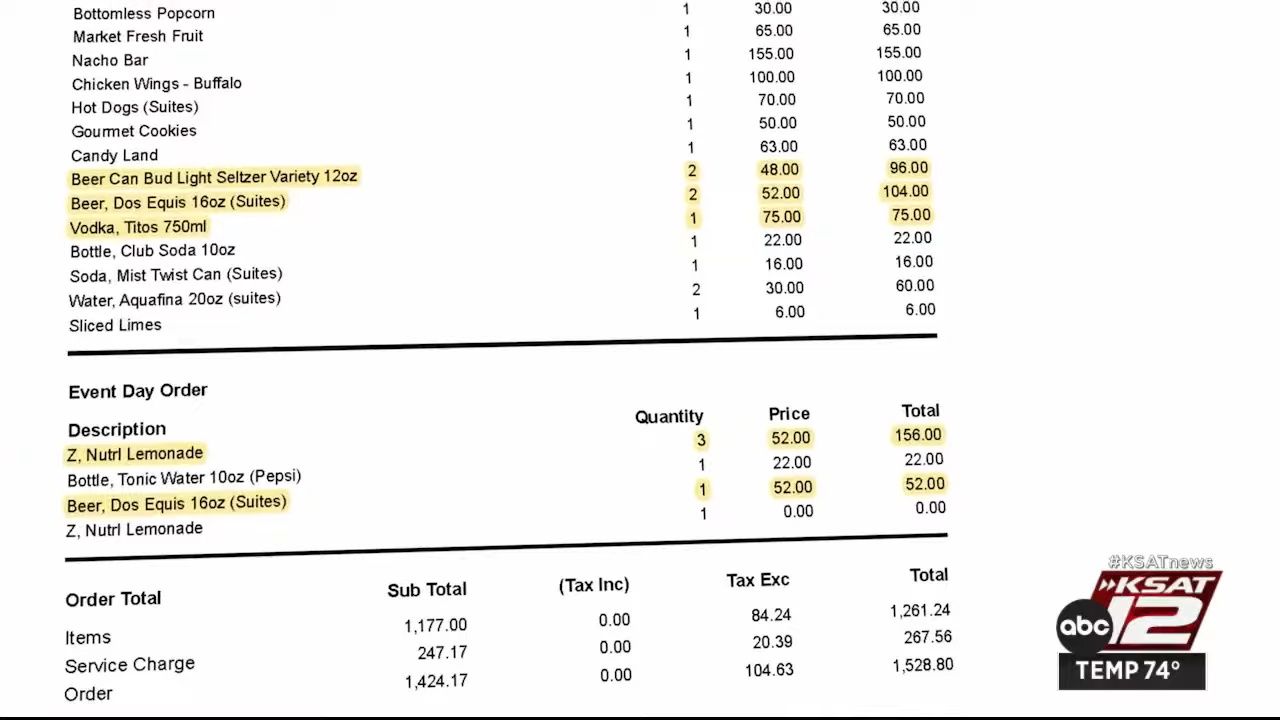 Bottomless Popcorn 1 30.00 30.00
Market Fresh Fruit 1 65.00 65.00
Nacho Bar 1 155.00 155.00
Chicken Wings - Buffalo 1 100.00 100.00
Hot Dogs (Suites) 1 70.00 70.00
Gourmet Cookies 1 50.00 50.00
Candy Land 1 63.00 63.00
Beer Can Bud Light Seltzer Variety 12oz 2 48.00 96.00
Beer, Dos Equis 16oz (Suites) 2 52.00 104.00
Vodka, Titos 750ml 1 75.00 75.00
Bottle, Club Soda 10oz 1 22.00 22.00
Soda, Mist Twist Can (Suites) 1 16.00 16.00
Water, Aquafina 20oz (suites) 2 30.00 60.00
Sliced Limes 1 6.00 6.00
Event Day Order
Description Quantity Price Total
Z, Nutrl Lemonade 3 52.00 156.00
Bottle, Tonic Water 10oz (Pepsi) 1 22.00 22.00
Beer, Dos Equis 16oz (Suites) 1 52.00 52.00
Z, Nutrl Lemonade 1 0.00 0.00
Order Total Sub Total (Tax Inc) Tax Exc Total
Items 1,177.00 0.00 84.24 1,261.24
Service Charge 247.17 0.00 20.39 267.56
Order 1,424.17 0.00 104.63 1,528.80
#KSATnews
KSAT
abc 12
TEMP 74°